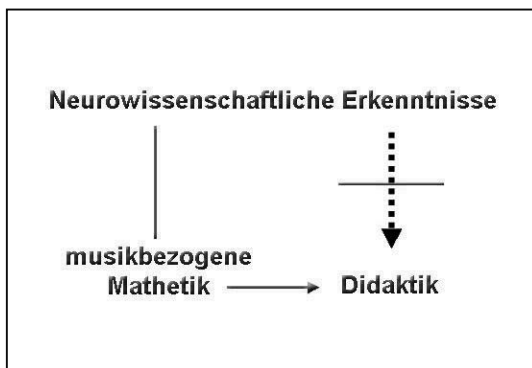 Neurowissenschaftliche Erkenntnisse
musikbezogene
Mathetik
Didaktik